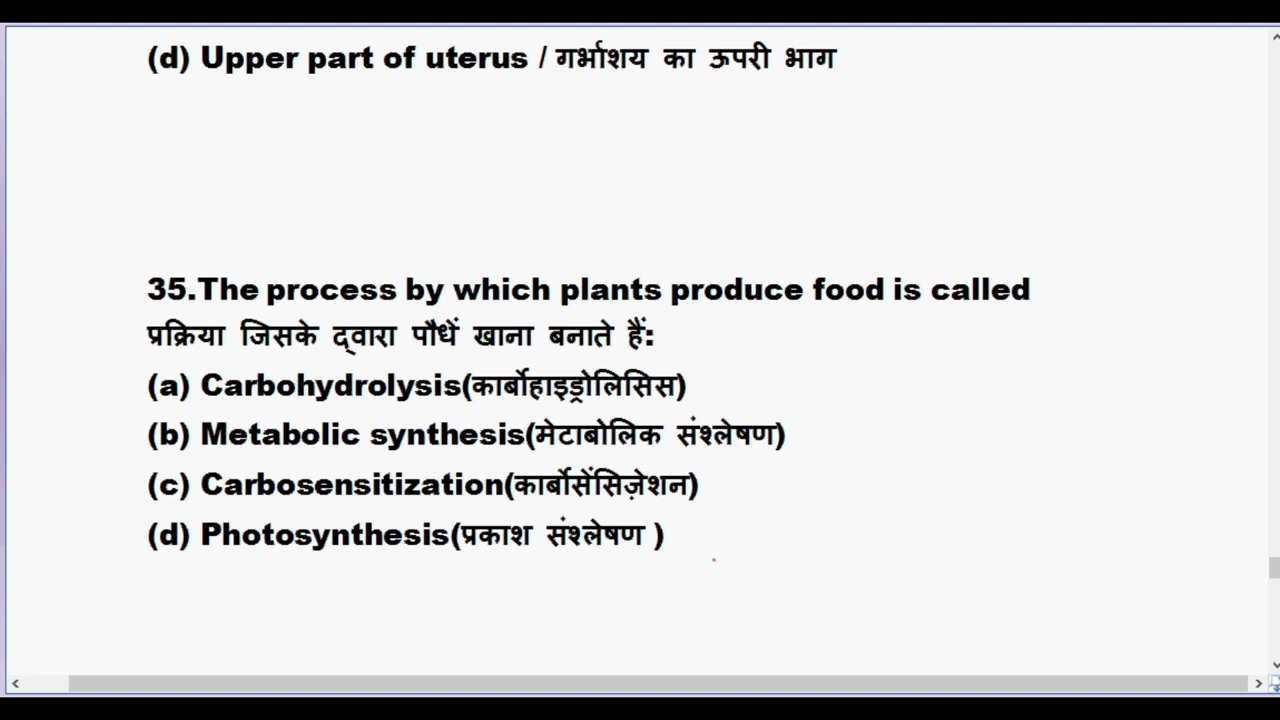 (d) Upper part of uterus / गर्भाशय का ऊपरी भाग
35.The process by which plants produce food is called
प्रक्रिया जिसके द्वारा पौधें खाना बनाते हैं:
(a) Carbohydrolysis(कार्बोहाइड्रोलिसिस)
(b) Metabolic synthesis(मेटाबोलिक संश्लेषण)
(c) Carbosensitization(कार्बोसेंसिज़ेशन)
(d) Photosynthesis(प्रकाश संश्लेषण )